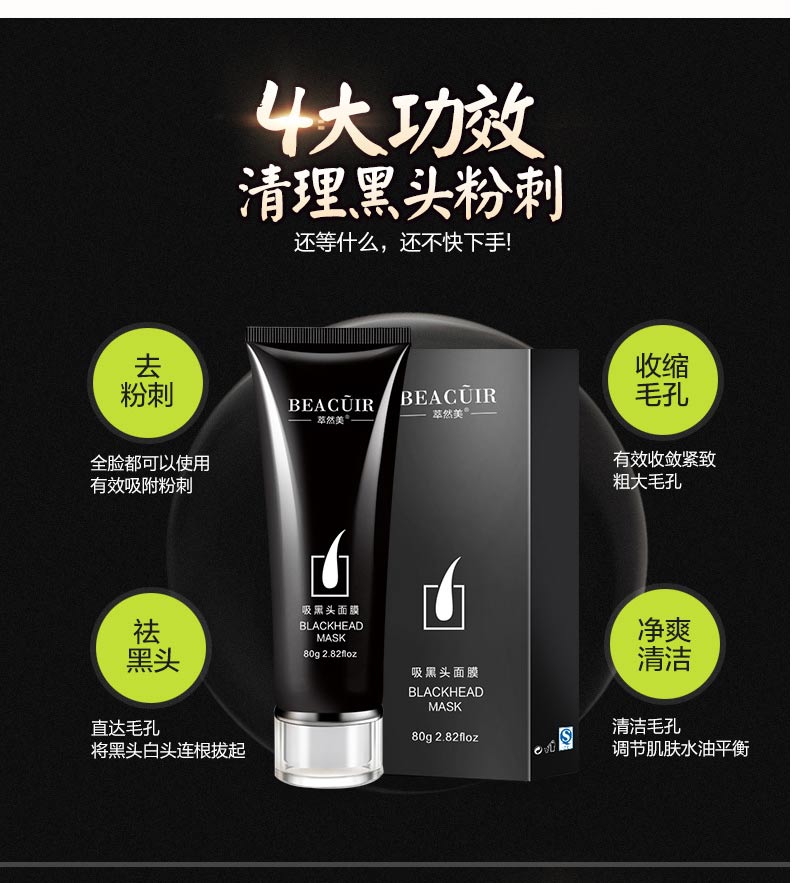 4大功效
清理黑头粉刺
还等什么，还不快下手!
去
粉刺
全脸都可以使用
有效吸附粉刺
收缩
毛孔
有效收敛紧致
粗大毛孔
BEACŨIR
萃然美®
吸黑头面膜
BLACKHEAD
MASK
80g 2.82floz
BEACŨIR
萃然美®
吸黑头面膜
BLACKHEAD
MASK
80g 2.82floz
祛
黑头
直达毛孔
将黑头白头连根拔起
净爽
清洁
清洁毛孔
调节肌肤水油平衡